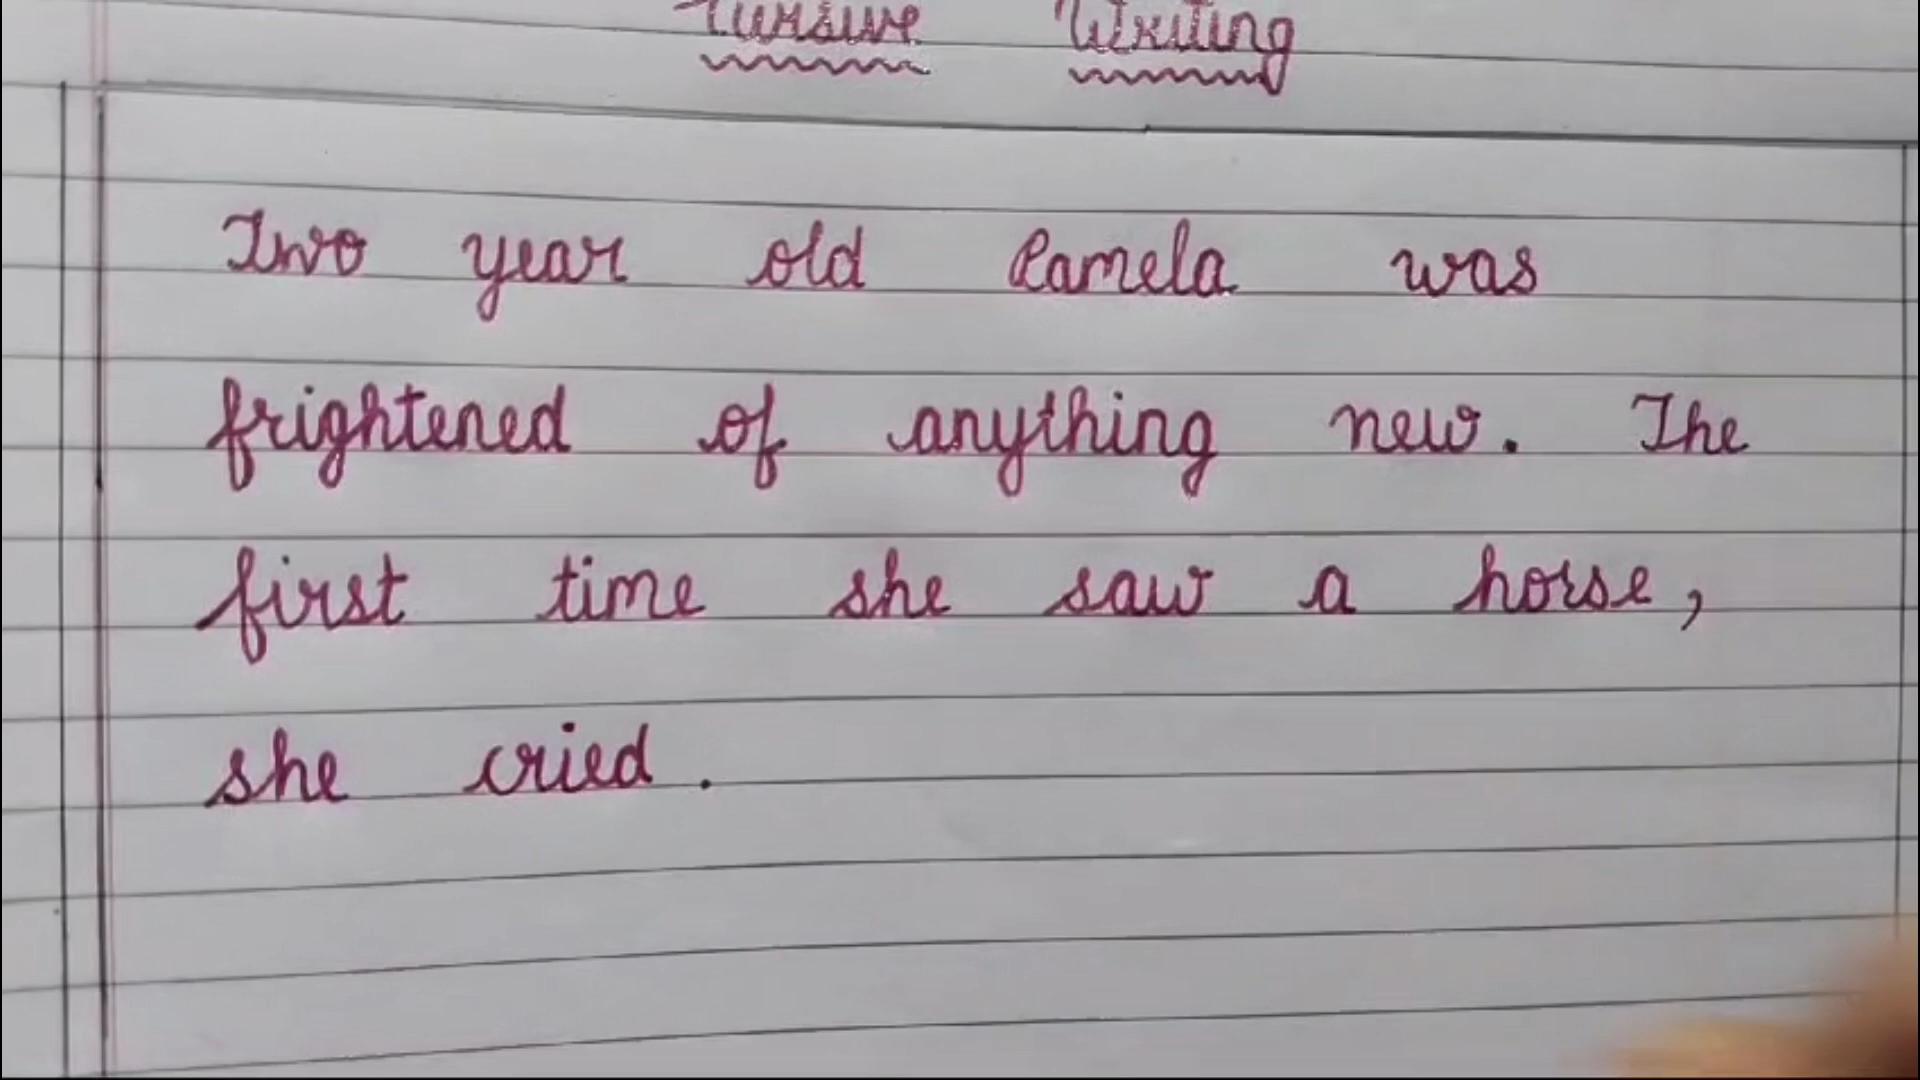 Cursive Writing
Two year old Pamela was
frightened of anything new. The
first time she saw a horse,
she cried.